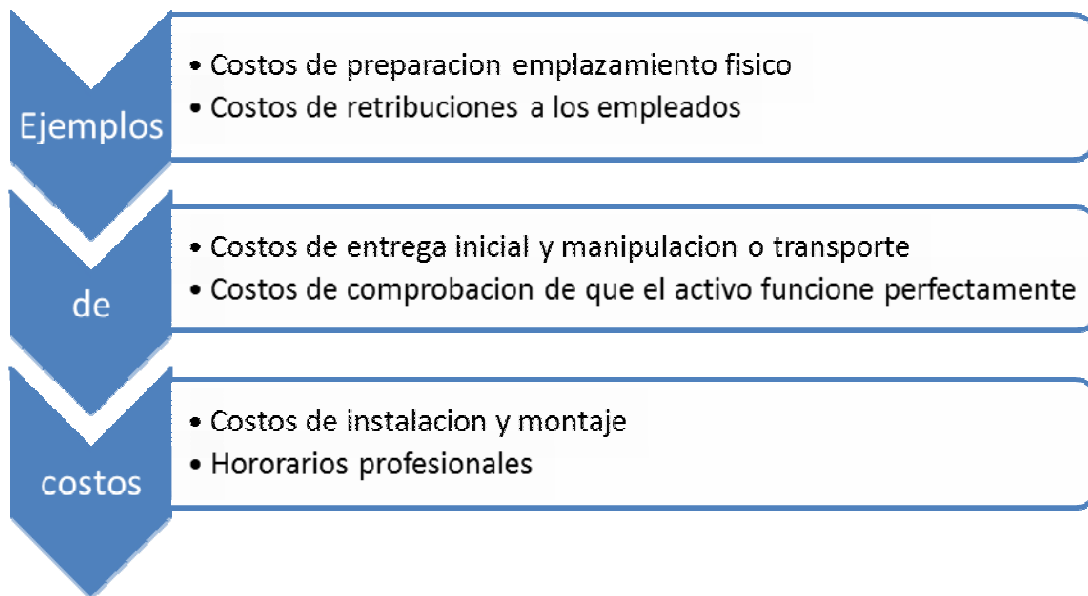 Ejemplos
• Costos de preparacion emplazamiento fisico
• Costos de retribuciones a los empleados
de
• Costos de entrega inicial y manipulacion o transporte
• Costos de comprobacion de que el activo funcione perfectamente
costos
• Costos de instalacion y montaje
• Hororarios profesionales